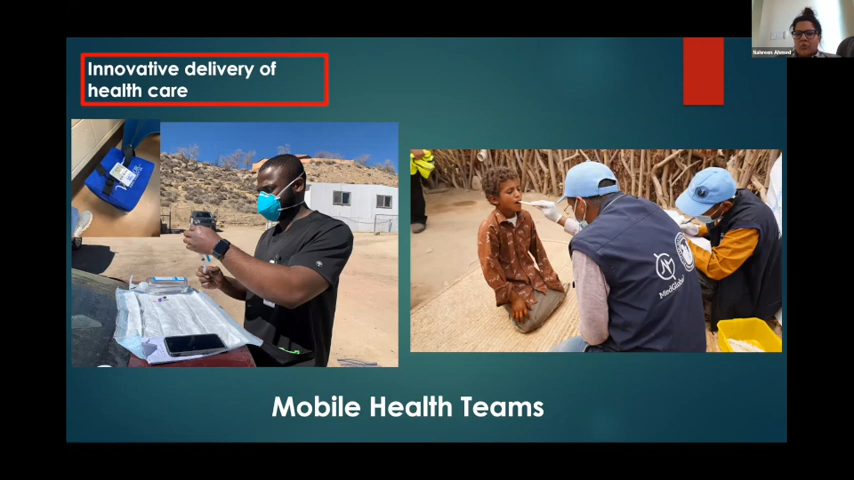 Innovative delivery of
health care
Nahreen Ahmed
MedGlobal
Mobile Health Teams